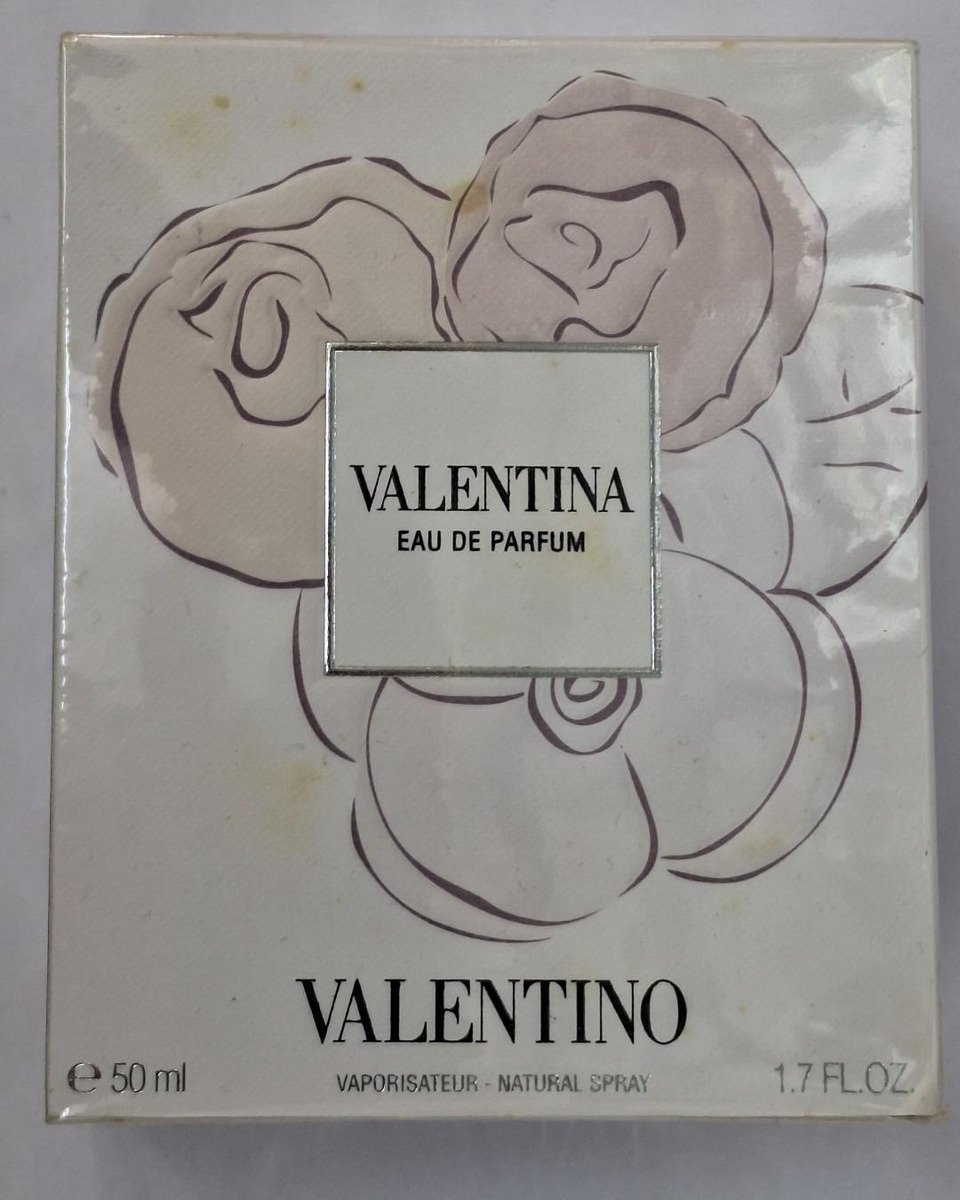 VALENTINA
EAU DE PARFUM
VALENTINO
℮ 50 ml
VAPORISATEUR - NATURAL SPRAY
1.7 FL.OZ.